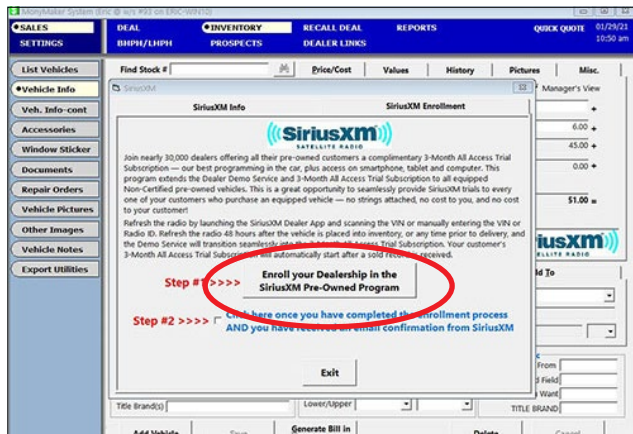 MonyMaker System (Eric @ w/s #93 on ERIC-WIN10)
SALES
SETTINGS
DEAL
INVENTORY
RECALL DEAL
REPORTS
QUICK QUOTE
01/29/21
BHPH/LHPH
PROSPECTS
DEALER LINKS
10:50 am
List Vehicles
Vehicle Info
Veh. Info-cont
Accessories
Window Sticker
Documents
Repair Orders
Vehicle Pictures
Other Images
Vehicle Notes
Export Utilities
Find Stock #
Price/Cost
Values
History
Pictures
Misc.
SiriusXM
Manager's View
SiriusXM Info
SiriusXM Enrollment
+
6.00 +
45.00 +
0.00 +
51.00 =
((SiriusXM))
SATELLITE RADIO
Join nearly 30,000 dealers offering all their pre-owned customers a complimentary 3-Month All Access Trial
Subscription — our best programming in the car, plus access on smartphone, tablet and computer. This
program extends the Dealer Demo Service and 3-Month All Access Trial Subscription to all equipped
Non-Certified pre-owned vehicles. This is a great opportunity to seamlessly provide SiriusXM trials to every
one of your customers who purchase an equipped vehicle — no strings attached, no cost to you, and no cost
to your customer!
Refresh the radio by launching the SiriusXM Dealer App and scanning the VIN or manually entering the VIN or
Radio ID. Refresh the radio 48 hours after the vehicle is placed into inventory, or any time prior to delivery, and
the Demo Service will transition seamlessly into the 3-Month All Access Trial Subscription. Your customer's
3-Month All Access Trial Subscription will automatically start after a sold record is received.
iusXM))
Step #1 >>>>
Enroll your Dealership in the
SiriusXM Pre-Owned Program
ld To
Step #2 >>>>
Click here once you have completed the enrollment process
AND you have received an email confirmation from SiriusXM
Exit
From
d Field
Want
Title Brand(s)
Lower/Upper
TITLE BRAND
Add Vehicle
Save
Generate Bill in
Delete
Cancel